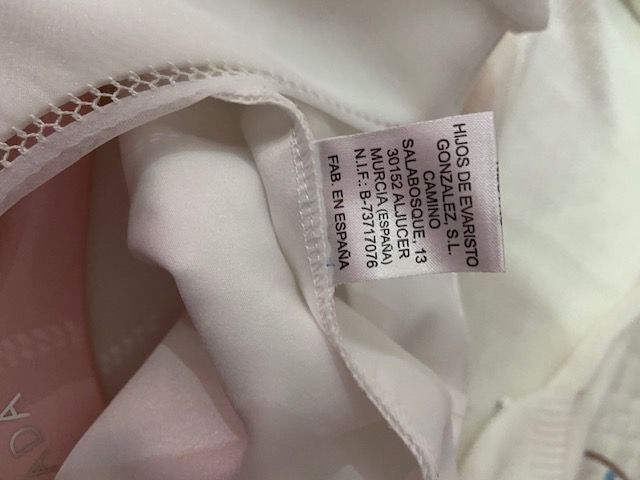 HIJOS DE EVARISTO
GONZALEZ, S.L.
CAMINO
SALABOSQUE, 13
30152 ALJUCER
MURCIA (ESPAÑA)
N.I.F.: B-73717076
FAB. EN ESPAÑA